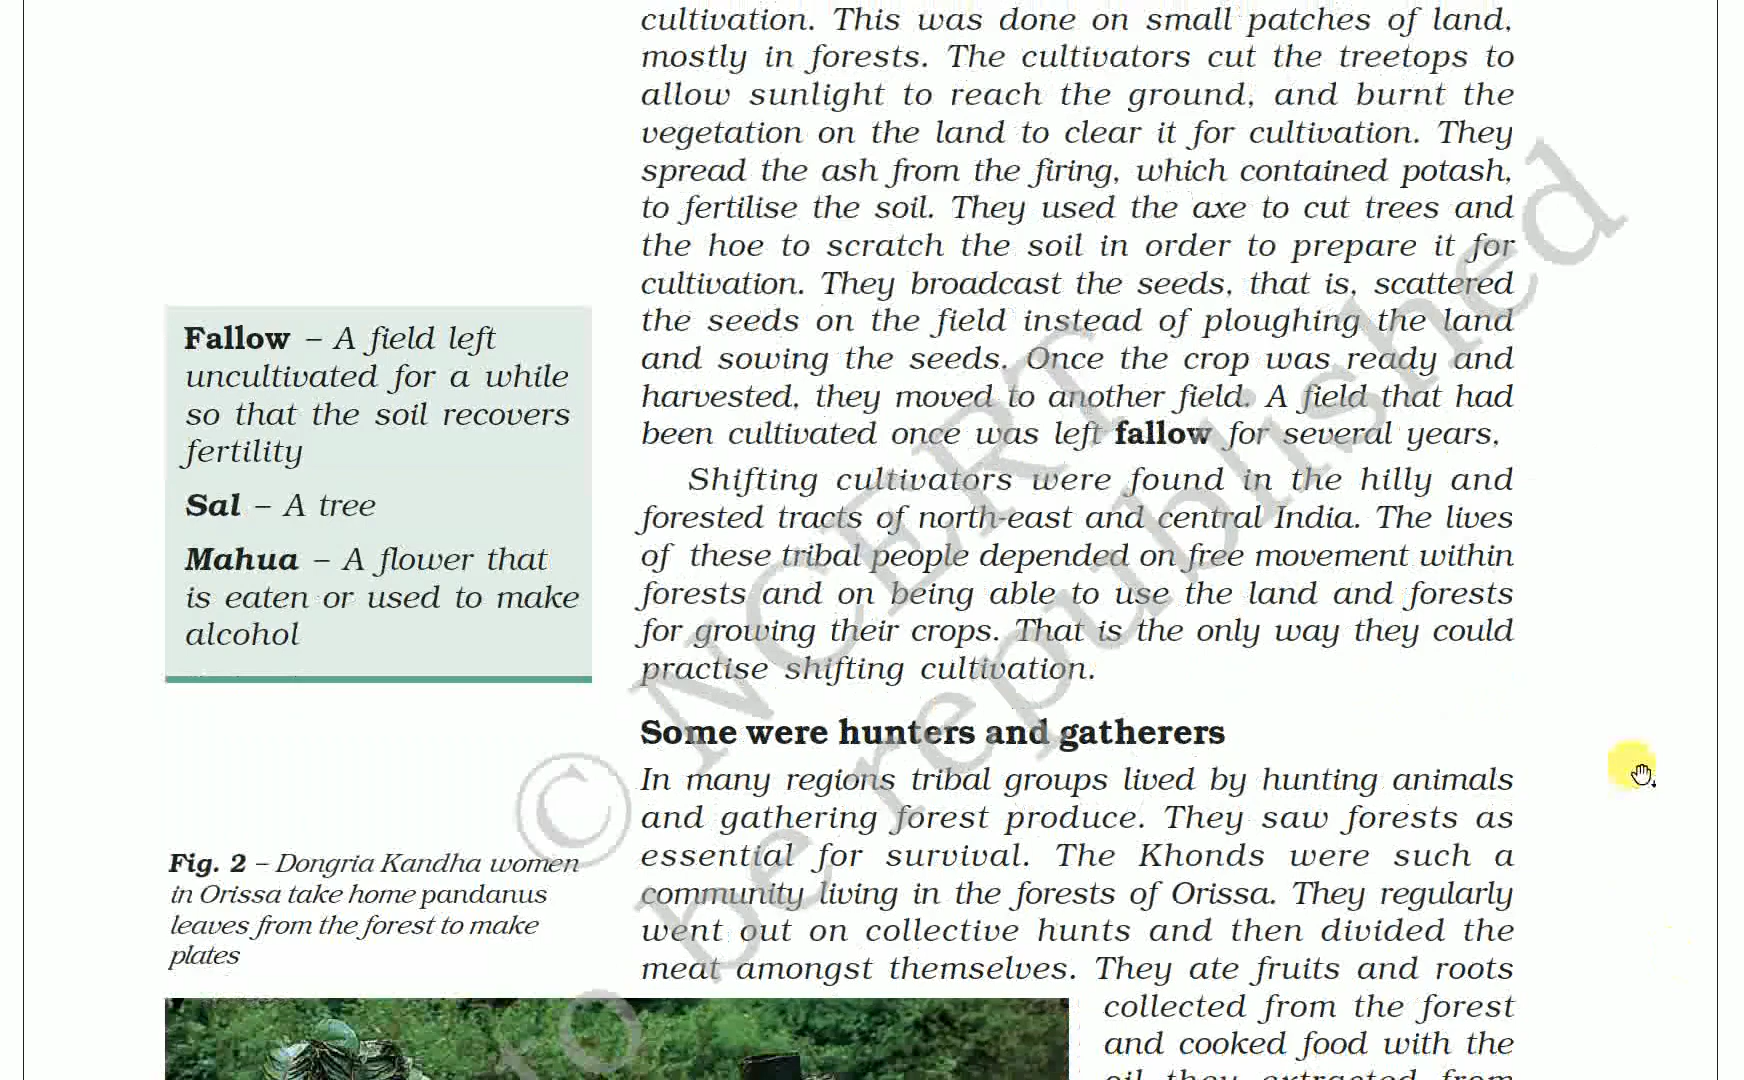 cultivation. This was done on small patches of land,
mostly in forests. The cultivators cut the treetops to
allow sunlight to reach the ground, and burnt the
vegetation on the land to clear it for cultivation. They
spread the ash from the firing, which contained potash,
to fertilise the soil. They used the axe to cut trees and
the hoe to scratch the soil in order to prepare it for
cultivation. They broadcast the seeds, that is, scattered
the seeds on the field instead of ploughing the land
and sowing the seeds. Once the crop was ready and
harvested, they moved to another field. A field that had
been cultivated once was left fallow for several years.
Shifting cultivators were found in the hilly and
forested tracts of north-east and central India. The lives
of these tribal people depended on free movement within
forests and on being able to use the land and forests
for growing their crops. That is the only way they could
practise shifting cultivation.
Some were hunters and gatherers
In many regions tribal groups lived by hunting animals
and gathering forest produce. They saw forests as
essential for survival. The Khonds were such a
community living in the forests of Orissa. They regularly
went out on collective hunts and then divided the
meat amongst themselves. They ate fruits and roots
collected from the forest
and cooked food with the
oil they extracted from
Fallow – A field left
uncultivated for a while
so that the soil recovers
fertility
Sal – A tree
Mahua – A flower that
is eaten or used to make
alcohol
Fig. 2 – Dongria Kandha women
in Orissa take home pandanus
leaves from the forest to make
plates
© NCERT
to be republished